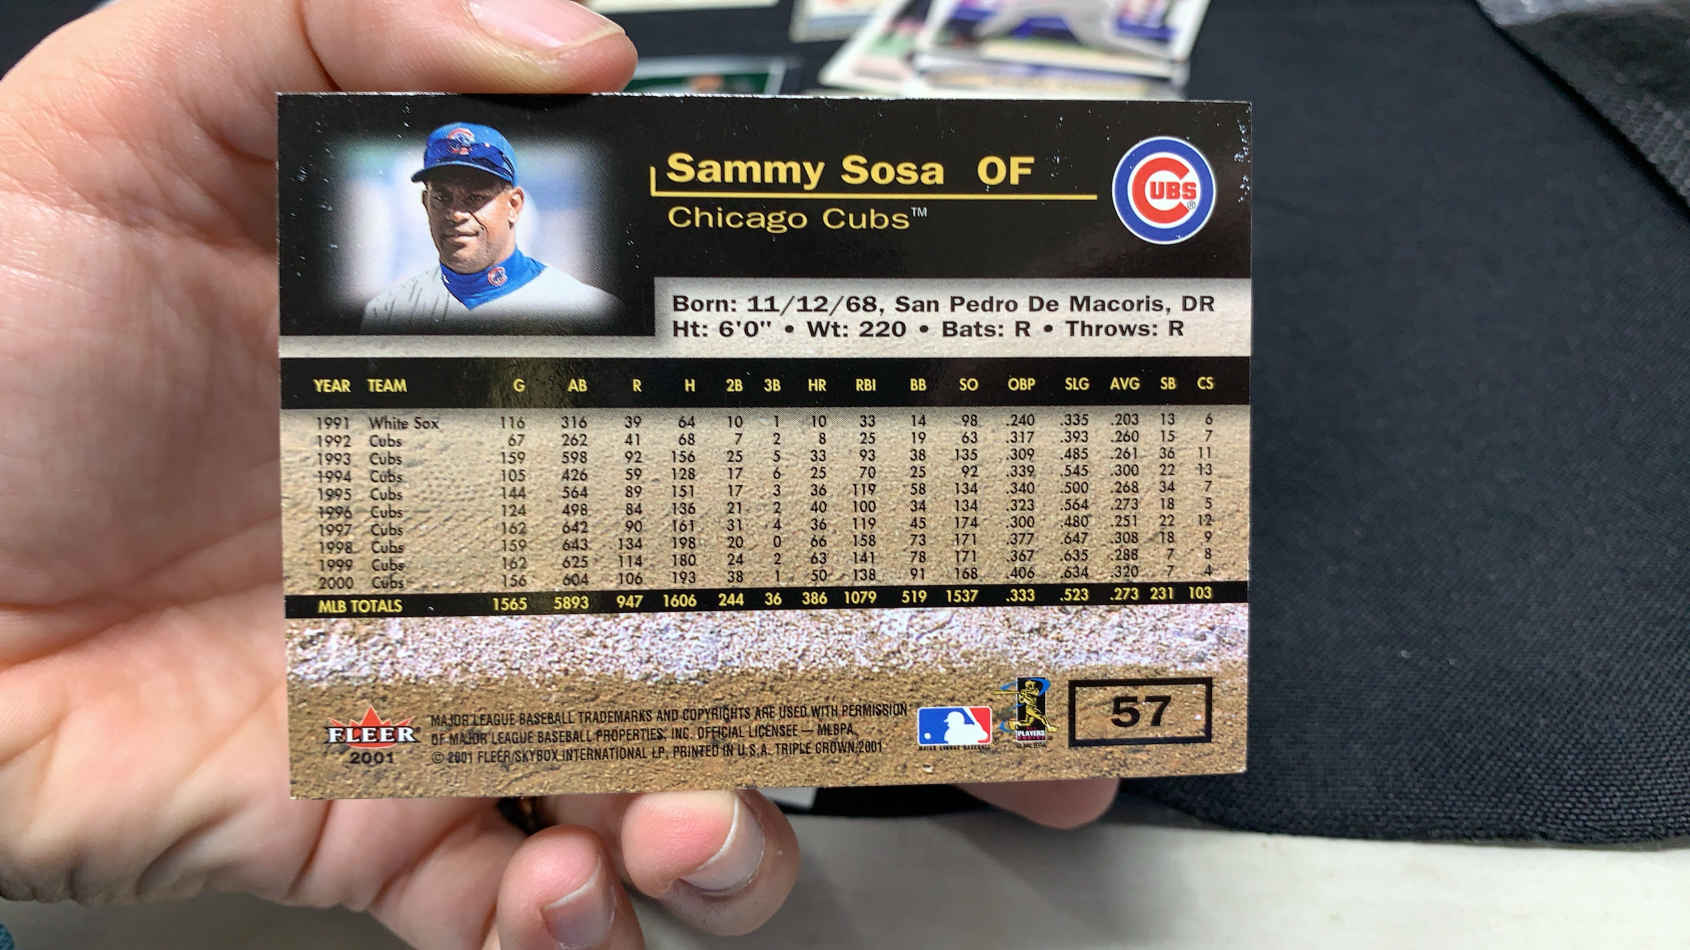 Sammy Sosa OF
Chicago Cubs™
CUBS®
Born: 11/12/68, San Pedro De Macoris, DR
Ht: 6'0" • Wt: 220 • Bats: R • Throws: R
YEAR TEAM G AB R H 2B 3B HR RBI BB SO OBP SLG AVG SB CS
1991 White Sox 116 316 39 64 10 1 10 33 14 98 .240 .335 .203 13 6
1992 Cubs 67 262 41 68 7 2 8 25 19 63 .317 .393 .260 15 7
1993 Cubs 159 598 92 156 25 5 33 93 38 135 .309 .485 .261 36 11
1994 Cubs 105 426 59 128 17 6 25 70 25 92 .339 .545 .300 22 13
1995 Cubs 144 564 89 151 17 3 36 119 58 134 .340 .500 .268 34 7
1996 Cubs 124 498 84 136 21 2 40 100 34 134 .323 .564 .273 18 5
1997 Cubs 162 642 90 161 31 4 36 119 45 174 .300 .480 .251 22 12
1998 Cubs 159 643 134 198 20 0 66 158 73 171 .377 .647 .308 18 9
1999 Cubs 162 625 114 180 24 2 63 141 78 171 .367 .635 .288 7 8
2000 Cubs 156 604 106 193 38 1 50 138 91 168 .406 .634 .320 7 4
MLB TOTALS 1565 5893 947 1606 244 36 386 1079 519 1537 .333 .523 .273 231 103
FLEER
2001
MAJOR LEAGUE BASEBALL TRADEMARKS AND COPYRIGHTS ARE USED WITH PERMISSION
OF MAJOR LEAGUE BASEBALL PROPERTIES, INC. OFFICIAL LICENSEE — MLBPA,
© 2001 FLEER/SKYBOX INTERNATIONAL LP, PRINTED IN U.S.A. TRIPLE CROWN 2001
MAJOR LEAGUE BASEBALL
PLAYERS
57